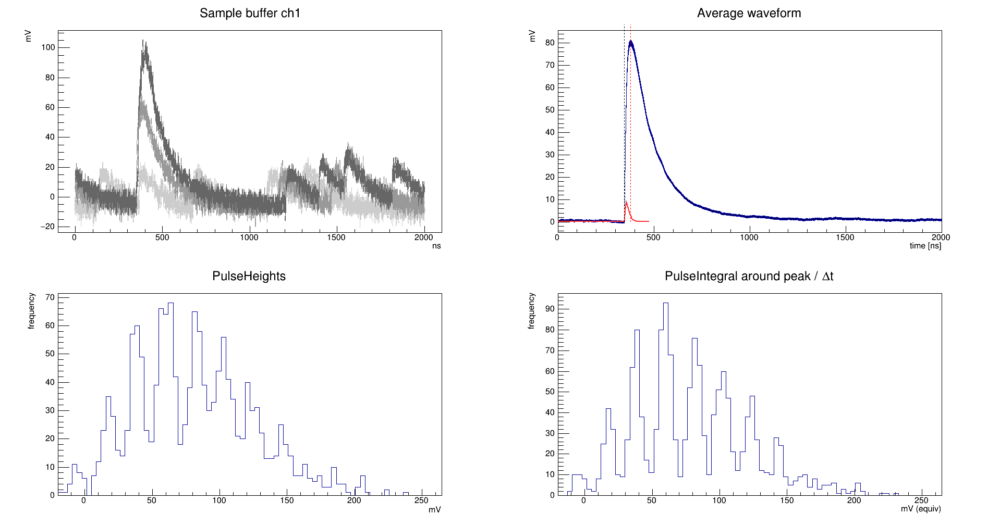 Sample buffer ch1
mV
100
80
60
40
20
0
−20
0 500 1000 1500 2000
ns
Average waveform
mV
80
70
60
50
40
30
20
10
0
0 500 1000 1500 2000
time [ns]
PulseHeights
frequency
70
60
50
40
30
20
10
0
0 50 100 150 200 250
mV
PulseIntegral around peak / Δt
frequency
90
80
70
60
50
40
30
20
10
0
0 50 100 150 200 250
mV (equiv)